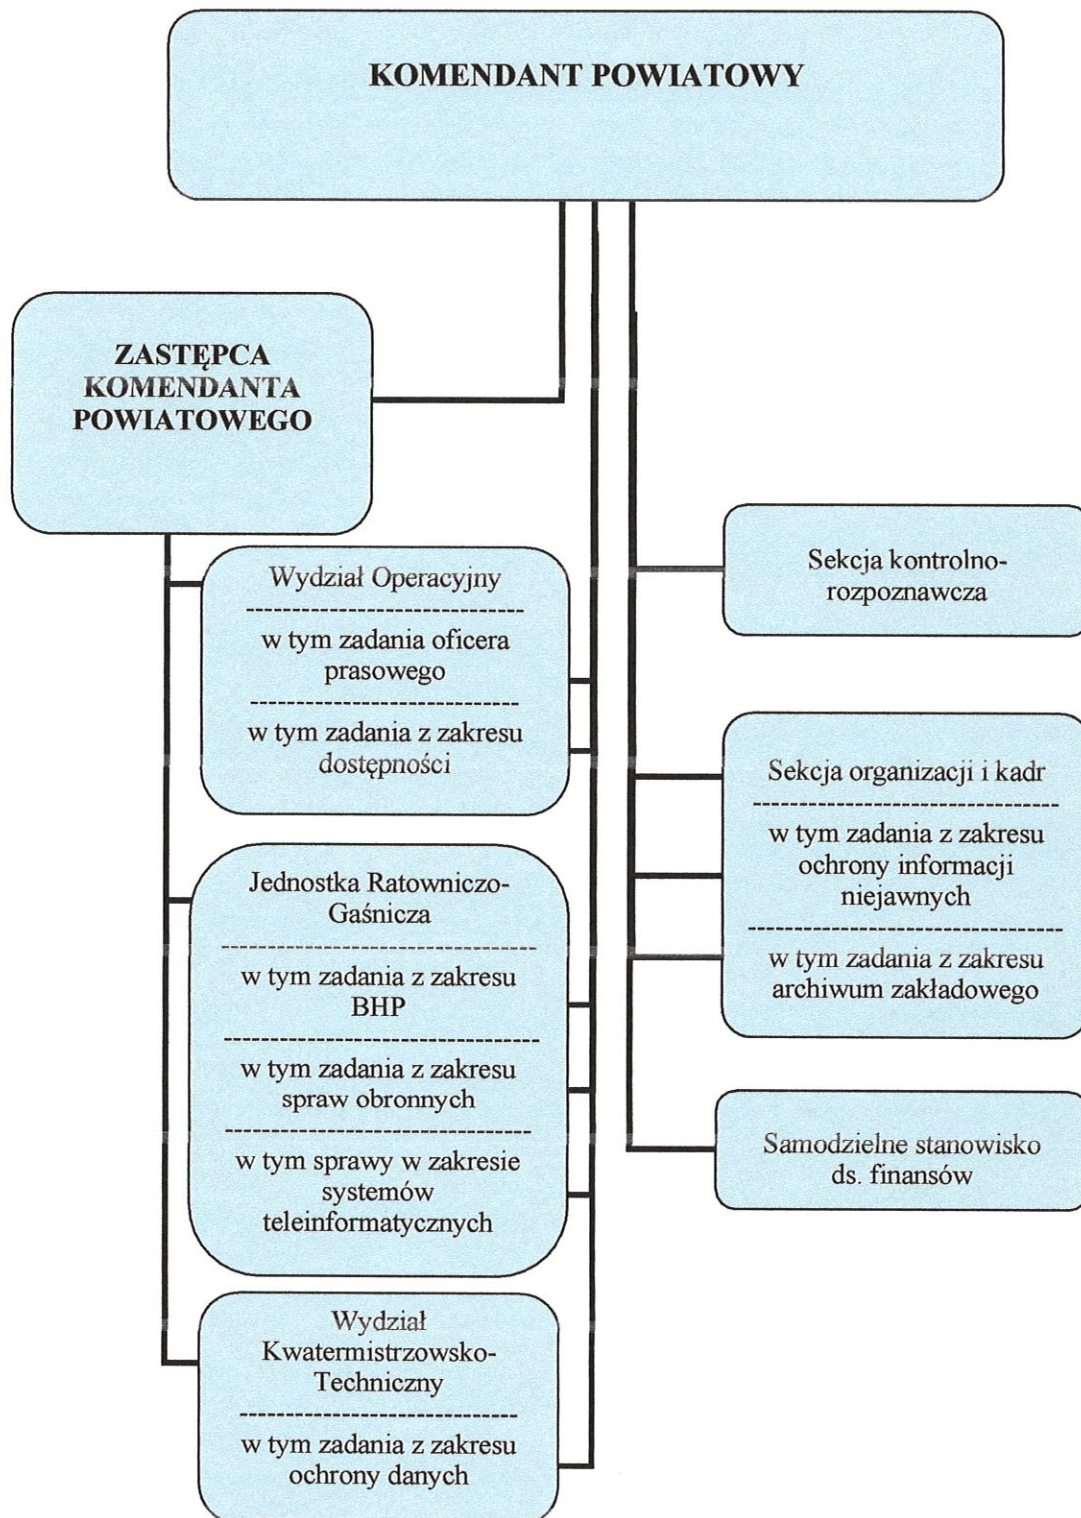 KOMENDANT POWIATOWY
ZASTĘPCA
KOMENDANTA
POWIATOWEGO
Wydział Operacyjny
----------------------------------
w tym zadania oficera
prasowego
----------------------------------
w tym zadania z zakresu
dostępności
Jednostka Ratowniczo-
Gaśnicza
----------------------------------
w tym zadania z zakresu
BHP
----------------------------------
w tym zadania z zakresu
spraw obronnych
----------------------------------
w tym sprawy w zakresie
systemów
teleinformatycznych
Wydział
Kwatermistrzowsko-
Techniczny
----------------------------------
w tym zadania z zakresu
ochrony danych
Sekcja kontrolno-
rozpoznawcza
Sekcja organizacji i kadr
----------------------------------
w tym zadania z zakresu
ochrony informacji
niejawnych
----------------------------------
w tym zadania z zakresu
archiwum zakładowego
Samodzielne stanowisko
ds. finansów